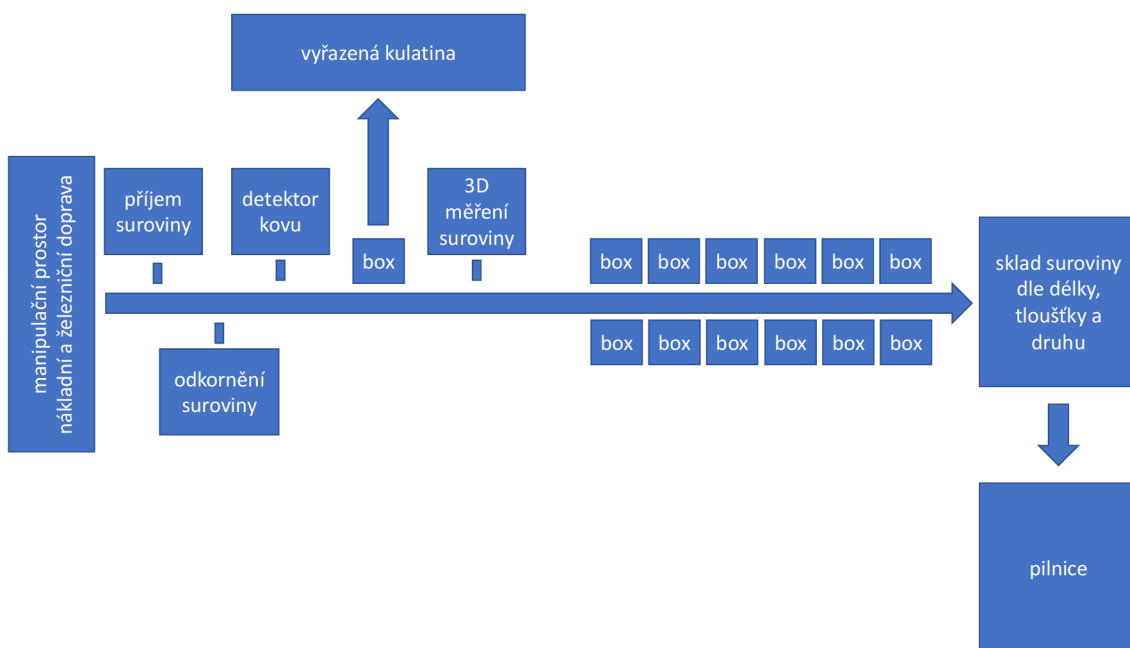 vyřazená kulatina
manipulační prostor
nákladní a železniční doprava
příjem
suroviny
detektor
kovu
box
3D
měření
suroviny
odkornění
suroviny
box box box box box box
box box box box box box
sklad suroviny
dle délky,
tloušťky a
druhu
pilnice